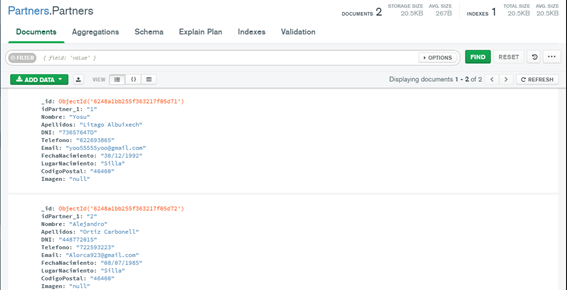 Partners.Partners
DOCUMENTS 2 STORAGE SIZE 20.5KB AVG. SIZE 267B INDEXES 1 TOTAL SIZE 20.5KB AVG. SIZE 20.5KB
Documents Aggregations Schema Explain Plan Indexes Validation
FILTER { field: 'value' } OPTIONS FIND RESET
ADD DATA VIEW {} Displaying documents 1 - 2 of 2 REFRESH
_id: ObjectId('6248a1bb255f363217f85d71')
idPartner_1: "1"
Nombre: "Yosu"
Apellidos: "Litago Albuixech"
DNI: "73657647D"
Telefono: "622693865"
Email: "yoo55555yoo@gmail.com"
FechaNacimiento: "30/12/1992"
LugarNacimiento: "Silla"
CodigoPostal: "46460"
Imagen: "null"
_id: ObjectId('6248a1bb255f363217f85d72')
idPartner_1: "2"
Nombre: "Alejandro"
Apellidos: "Ortiz Carbonell"
DNI: "44877281S"
Telefono: "722593223"
Email: "Alorca923@gmail.com"
FechaNacimiento: "08/07/1985"
LugarNacimiento: "Silla"
CodigoPostal: "46460"
Imagen: "null"